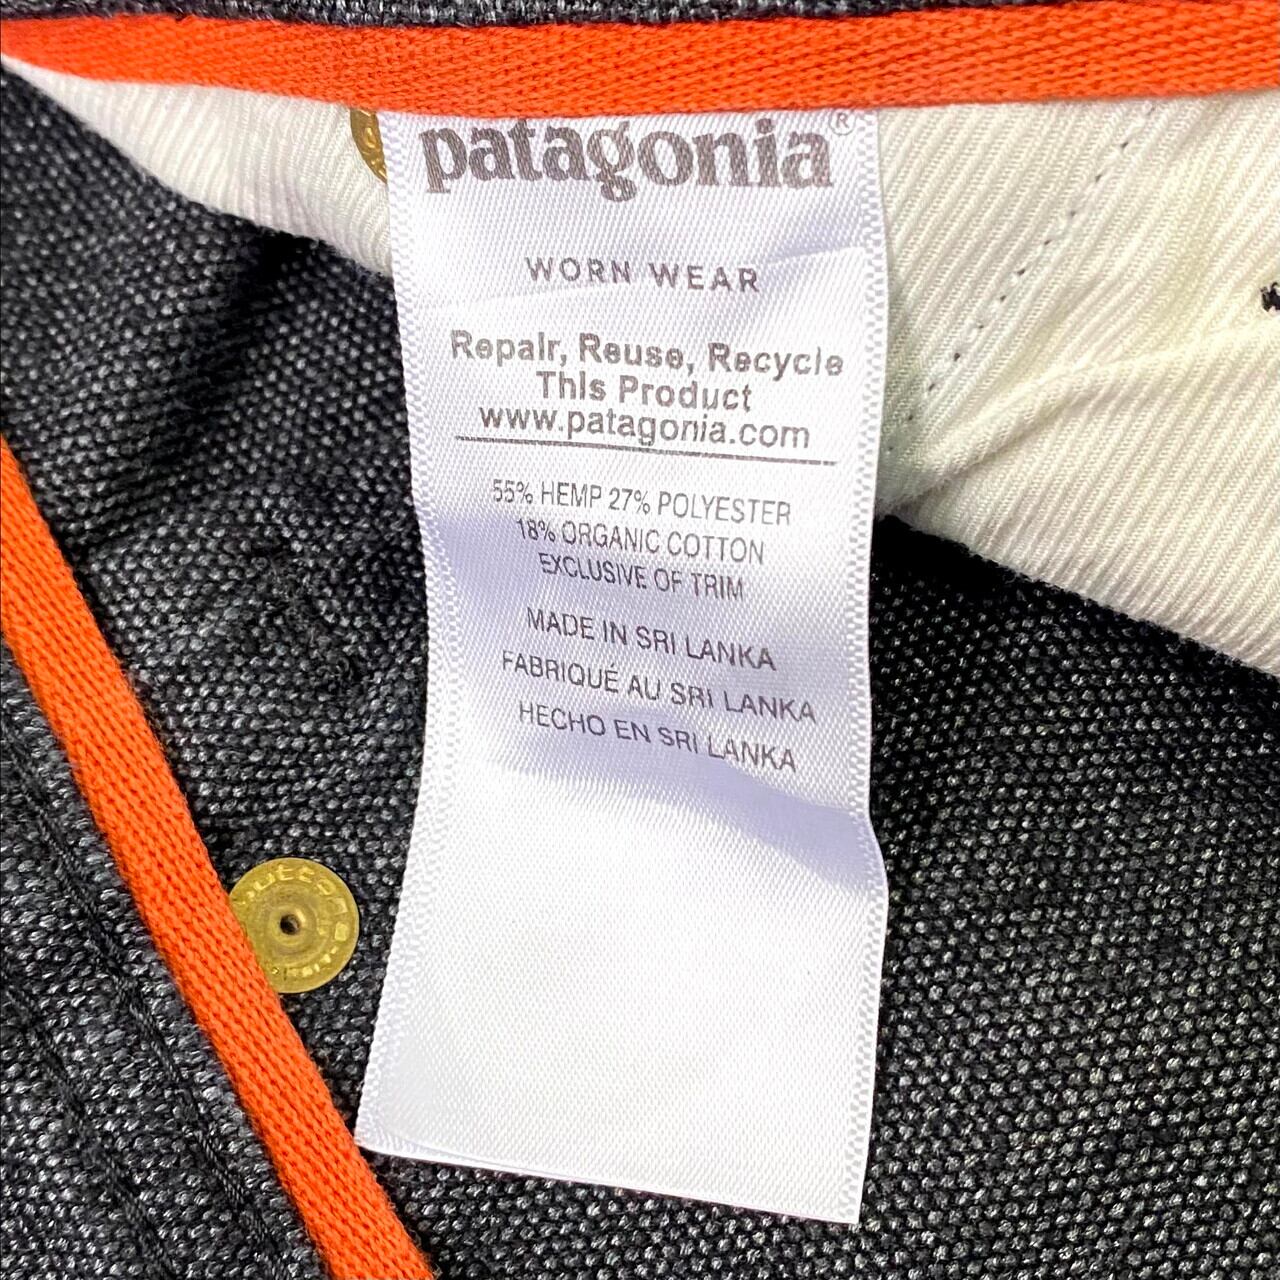 patagonia®
WORN WEAR
Repair, Reuse, Recycle
This Product
www.patagonia.com
55% HEMP 27% POLYESTER
18% ORGANIC COTTON
EXCLUSIVE OF TRIM
MADE IN SRI LANKA
FABRIQUÉ AU SRI LANKA
HECHO EN SRI LANKA